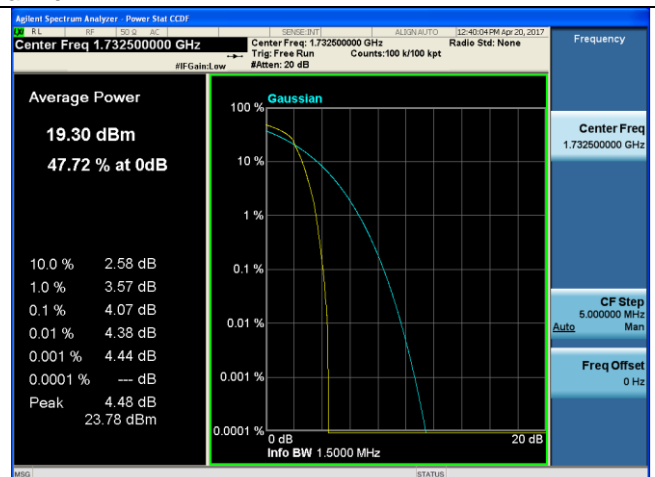 Agilent Spectrum Analyzer - Power Stat CCDF
RL RF 50 Ω AC SENSE:INT ALIGN AUTO 12:40:04 PM Apr 20, 2017
Center Freq 1.732500000 GHz
Center Freq: 1.732500000 GHz Radio Std: None
Trig: Free Run Counts:100 k/100 kpt
#IFGain:Low #Atten: 20 dB
Frequency
Average Power
19.30 dBm
47.72 % at 0dB
10.0 % 2.58 dB
1.0 % 3.57 dB
0.1 % 4.07 dB
0.01 % 4.38 dB
0.001 % 4.44 dB
0.0001 % --- dB
Peak 4.48 dB
23.78 dBm
Gaussian
100 %
10 %
1 %
0.1 %
0.01 %
0.001 %
0.0001 %
0 dB 20 dB
Info BW 1.5000 MHz
Center Freq
1.732500000 GHz
CF Step
5.000000 MHz
Auto Man
Freq Offset
0 Hz
MSG STATUS